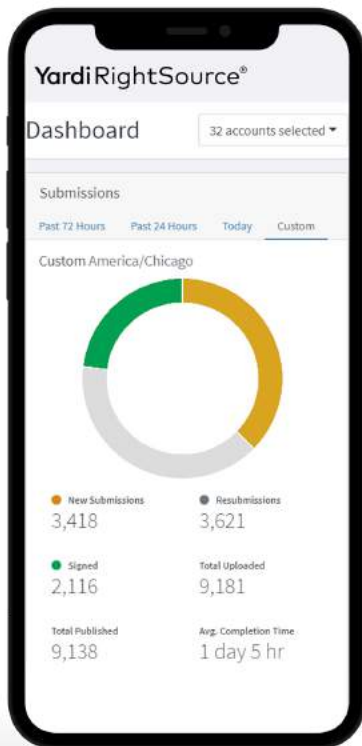 Yardi RightSource®
Dashboard
32 accounts selected
Submissions
Past 72 Hours Past 24 Hours Today Custom
Custom America/Chicago
New Submissions Resubmissions
3,418 3,621
Signed Total Uploaded
2,116 9,181
Total Published Avg. Completion Time
9,138 1 day 5 hr